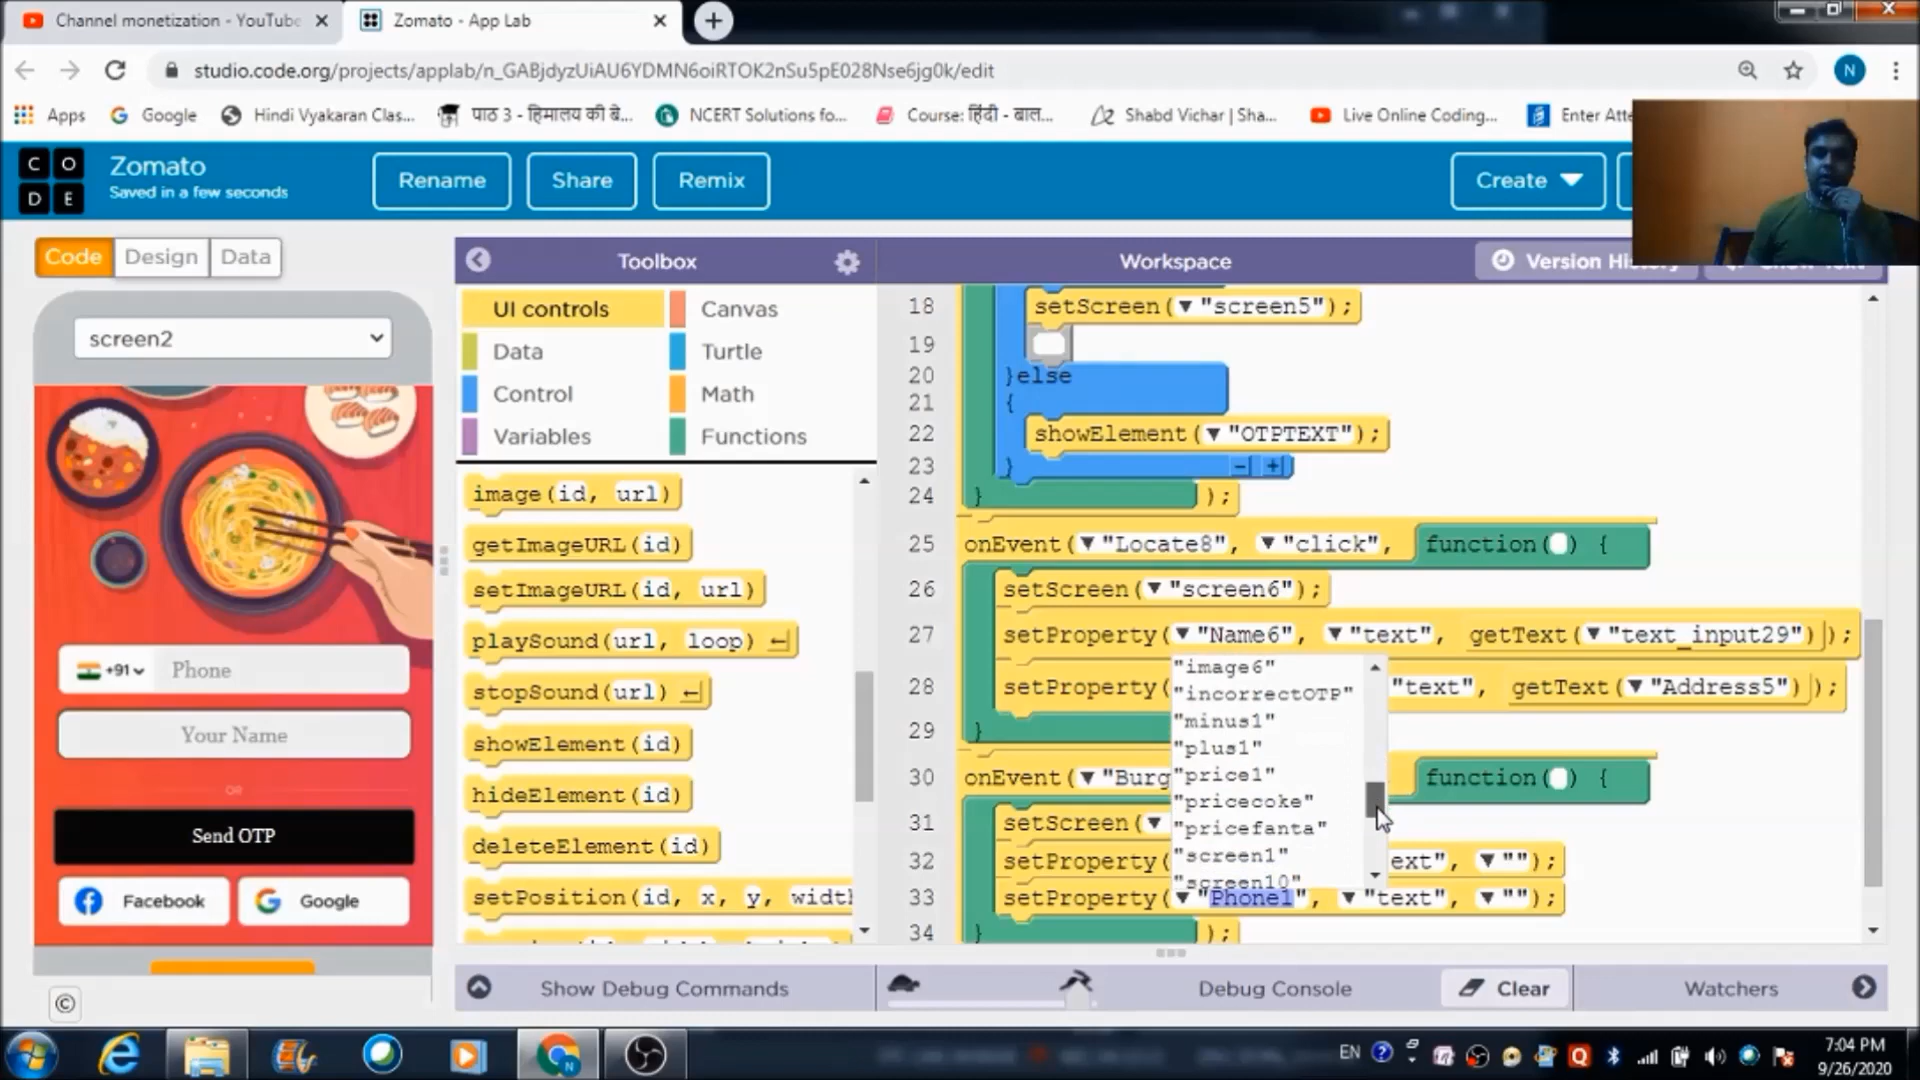 Channel monetization - YouTube
Zomato - App Lab
studio.code.org/projects/applab/n_GABjdyzUiAU6YDMN6oiRTOK2nSu5pE028Nse6jg0k/edit
N
Apps
Google
Hindi Vyakaran Clas...
पाठ 3 - हिमालय की बे...
NCERT Solutions fo...
Course: हिंदी - बाल...
Shabd Vichar | Sha...
Live Online Coding...
Enter Atte
C O D E
Zomato
Saved in a few seconds
Rename
Share
Remix
Create
Code
Design
Data
Toolbox
Workspace
Version History
Show Text
screen2
+91
Phone
Your Name
OR
Send OTP
Facebook
Google
UI controls
Canvas
Data
Turtle
Control
Math
Variables
Functions
image(id, url)
getImageURL(id)
setImageURL(id, url)
playSound(url, loop)
stopSound(url)
showElement(id)
hideElement(id)
deleteElement(id)
setPosition(id, x, y, width
18 setScreen("screen5");
19
20 }else
21 {
22 showElement("OTPTEXT");
23 }
24 } );
25 onEvent("Locate8", "click", function() {
26 setScreen("screen6");
27 setProperty("Name6", "text", getText("text_input29"));
28 setProperty( "text", getText("Address5"));
29 }
30 onEvent("Burg function() {
31 setScreen(
32 setProperty( ext", "");
33 setProperty("Phone1", "text", "");
34 } );
"image6"
"incorrectOTP"
"minus1"
"plus1"
"price1"
"pricecoke"
"pricefanta"
"screen1"
"screen10"
Show Debug Commands
Debug Console
Clear
Watchers
EN
7:04 PM
9/26/2020